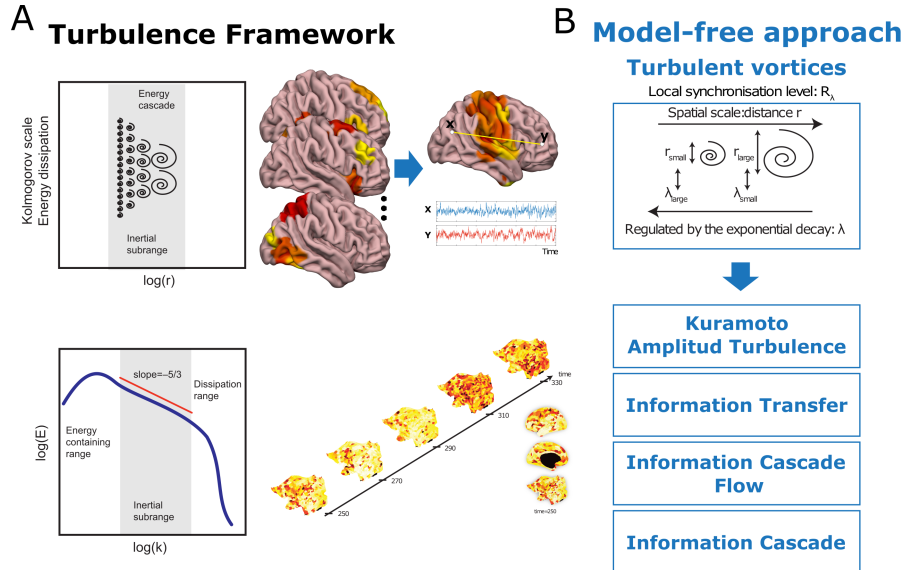 A
Turbulence Framework
Kolmogorov scale
Energy dissipation
Energy
cascade
Inertial
subrange
log(r)
x
y
X
Y
Time
log(E)
slope=–5/3
Dissipation
range
Energy
containing
range
Inertial
subrange
log(k)
time
330
310
290
270
250
time=250
B
Model-free approach
Turbulent vortices
Local synchronisation level: Rλ
Spatial scale:distance r
rsmall
rlarge
λlarge
λsmall
Regulated by the exponential decay: λ
Kuramoto
Amplitud Turbulence
Information Transfer
Information Cascade
Flow
Information Cascade